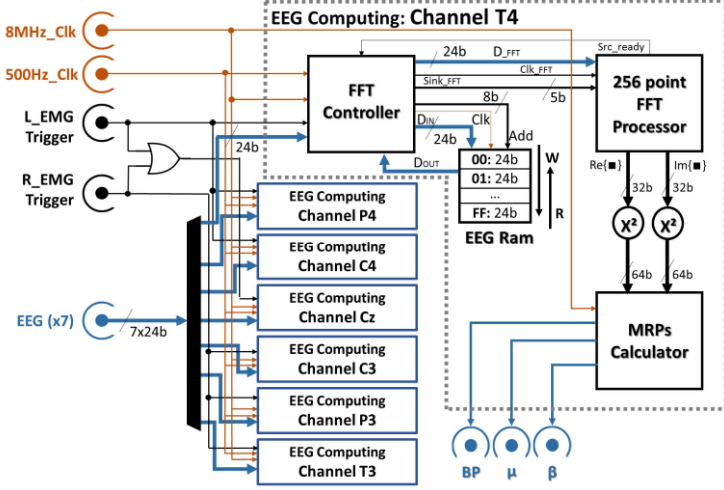 EEG Computing: Channel T4
8MHz_Clk
500Hz_Clk
L_EMG
Trigger
R_EMG
Trigger
EEG (x7)
7x24b
24b
FFT
Controller
24b
D_FFT
Src_ready
Clk_FFT
Sink_FFT
8b
5b
DIN
24b
Clk
Add
DOUT
256 point
FFT
Processor
00: 24b
01: 24b
...
FF: 24b
W
R
EEG Ram
Re{■}
Im{■}
32b
32b
X²
X²
64b
64b
MRPs
Calculator
EEG Computing
Channel P4
EEG Computing
Channel C4
EEG Computing
Channel Cz
EEG Computing
Channel C3
EEG Computing
Channel P3
EEG Computing
Channel T3
BP
μ
β